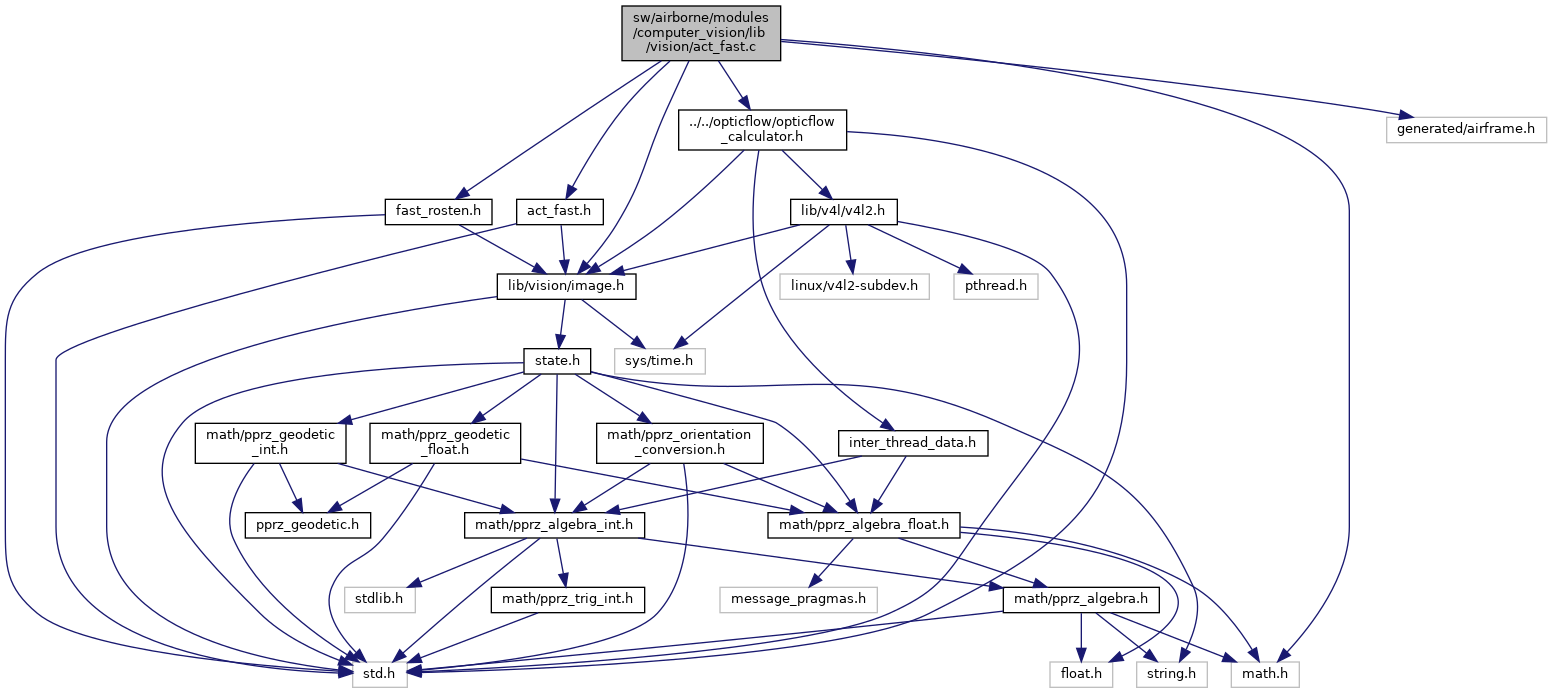 sw/airborne/modules
/computer_vision/lib
/vision/act_fast.c
../../opticflow/opticflow
_calculator.h
generated/airframe.h
fast_rosten.h
act_fast.h
lib/v4l/v4l2.h
lib/vision/image.h
linux/v4l2-subdev.h
pthread.h
state.h
sys/time.h
math/pprz_geodetic
_int.h
math/pprz_geodetic
_float.h
math/pprz_orientation
_conversion.h
inter_thread_data.h
pprz_geodetic.h
math/pprz_algebra_int.h
math/pprz_algebra_float.h
stdlib.h
math/pprz_trig_int.h
message_pragmas.h
math/pprz_algebra.h
std.h
float.h
string.h
math.h